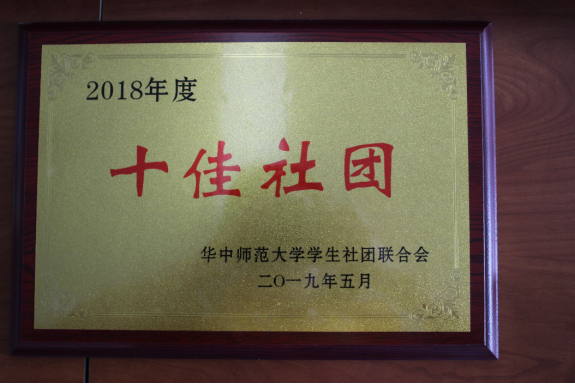 2018年度
十佳社团
华中师范大学学生社团联合会
二〇一九年五月